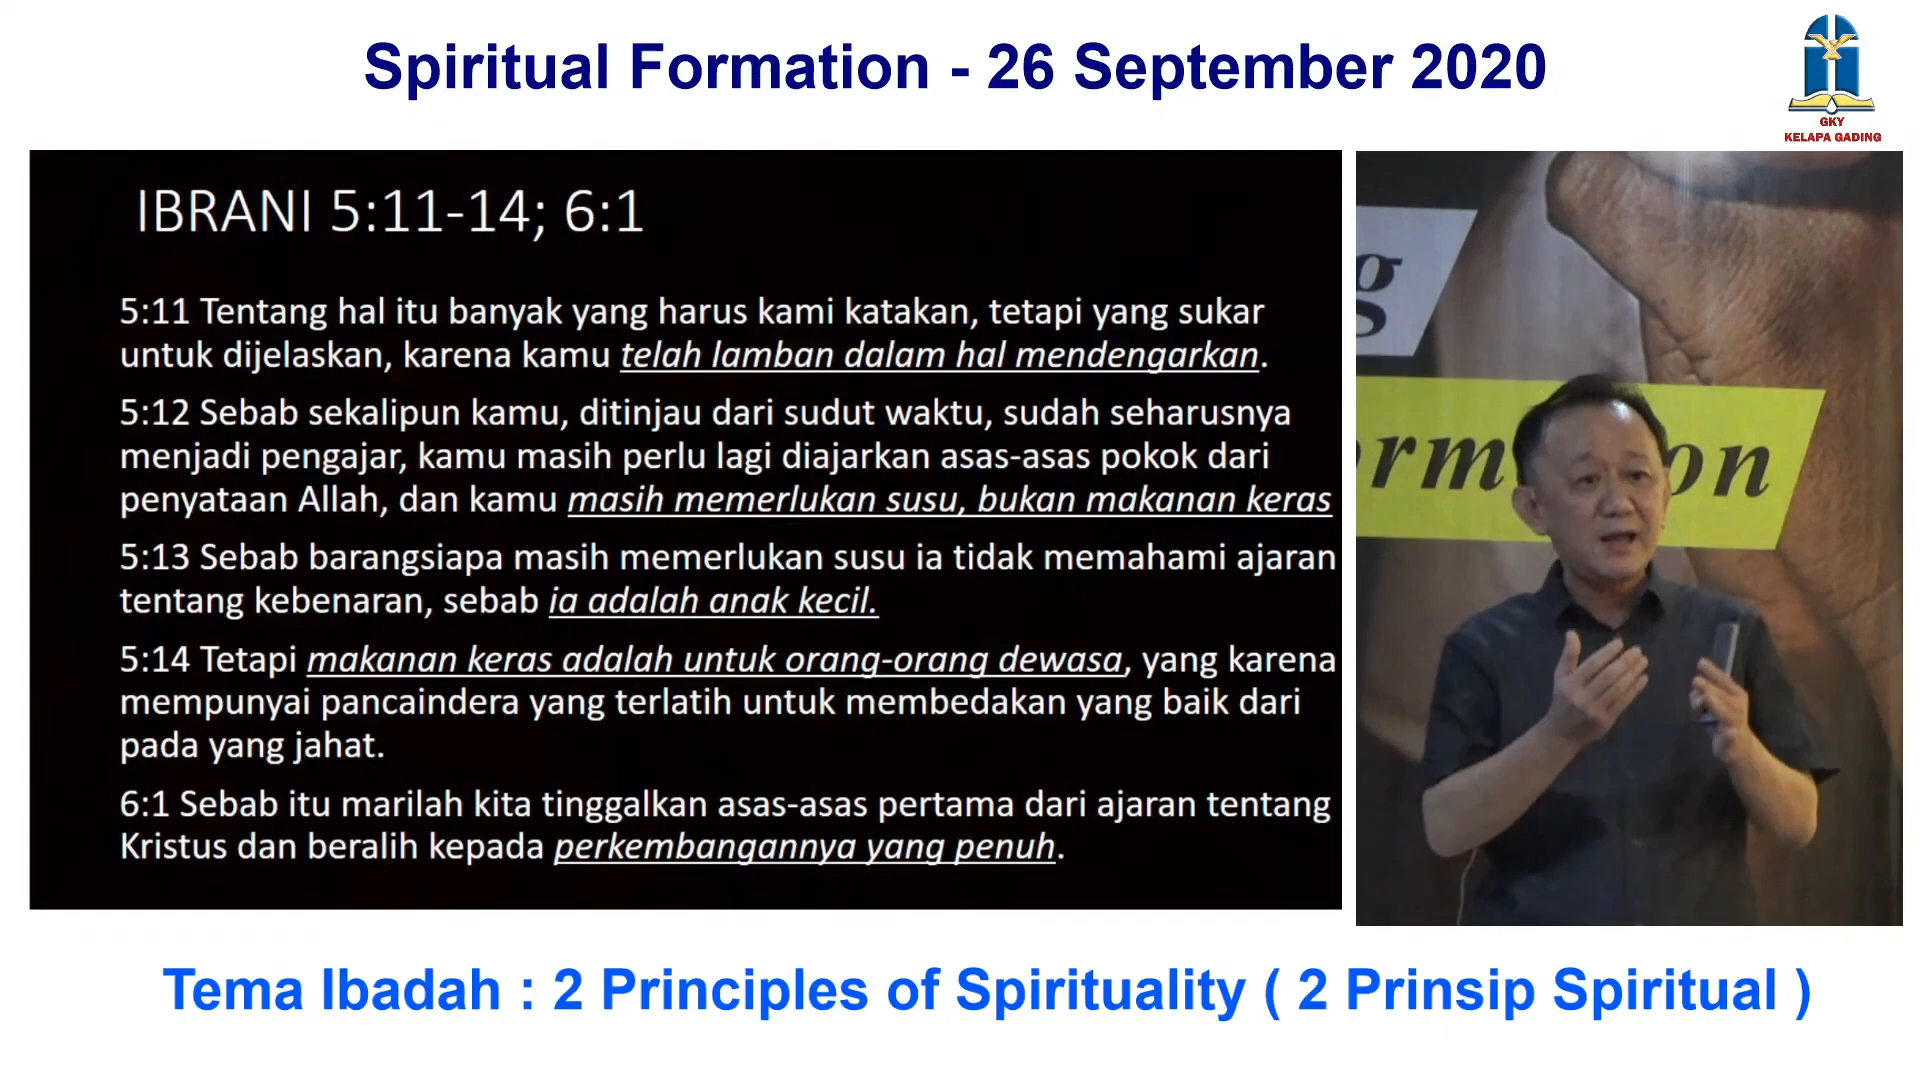 Spiritual Formation - 26 September 2020
GKY
KELAPA GADING
IBRANI 5:11-14; 6:1
5:11 Tentang hal itu banyak yang harus kami katakan, tetapi yang sukar
untuk dijelaskan, karena kamu telah lamban dalam hal mendengarkan.
5:12 Sebab sekalipun kamu, ditinjau dari sudut waktu, sudah seharusnya
menjadi pengajar, kamu masih perlu lagi diajarkan asas-asas pokok dari
penyataan Allah, dan kamu masih memerlukan susu, bukan makanan keras
5:13 Sebab barangsiapa masih memerlukan susu ia tidak memahami ajaran
tentang kebenaran, sebab ia adalah anak kecil.
5:14 Tetapi makanan keras adalah untuk orang-orang dewasa, yang karena
mempunyai pancaindera yang terlatih untuk membedakan yang baik dari
pada yang jahat.
6:1 Sebab itu marilah kita tinggalkan asas-asas pertama dari ajaran tentang
Kristus dan beralih kepada perkembangannya yang penuh.
Tema Ibadah : 2 Principles of Spirituality ( 2 Prinsip Spiritual )